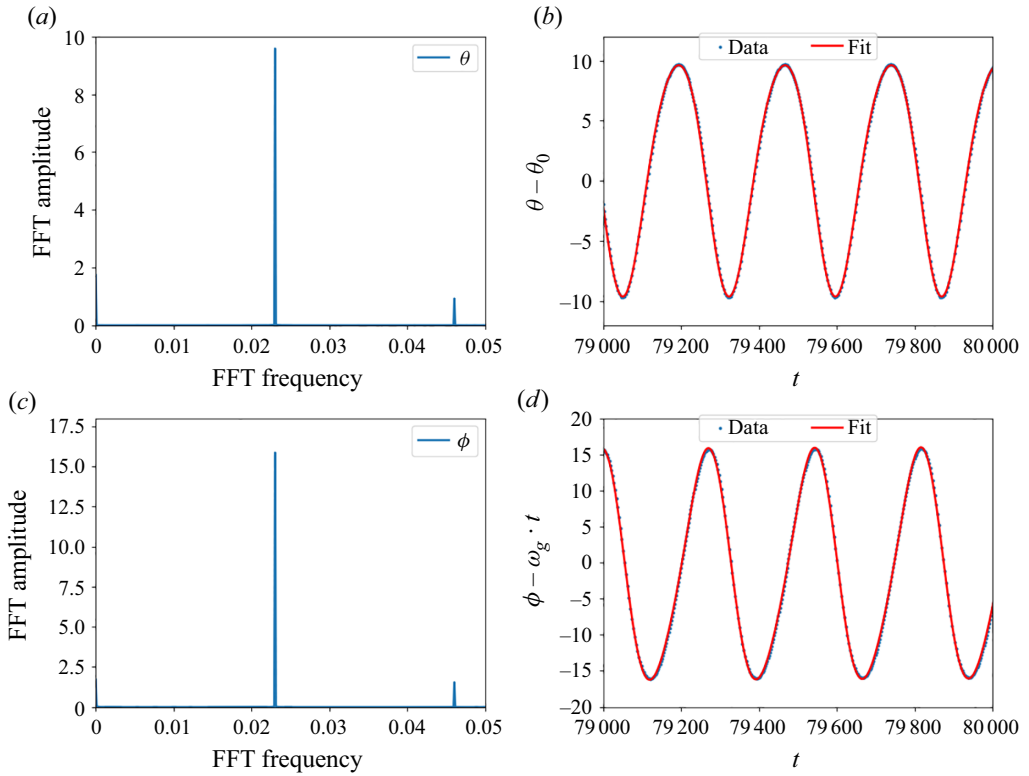 (a)
10
8
6
4
2
0
FFT amplitude
θ
0 0.01 0.02 0.03 0.04 0.05
FFT frequency
(b)
Data Fit
10
5
0
−5
−10
θ − θ0
79 000 79 200 79 400 79 600 79 800 80 000
t
(c)
17.5
15.0
12.5
10.0
7.5
5.0
2.5
0
FFT amplitude
ϕ
0 0.01 0.02 0.03 0.04 0.05
FFT frequency
(d)
Data Fit
20
15
10
5
0
−5
−10
−15
−20
ϕ − ωg · t
79 000 79 200 79 400 79 600 79 800 80 000
t